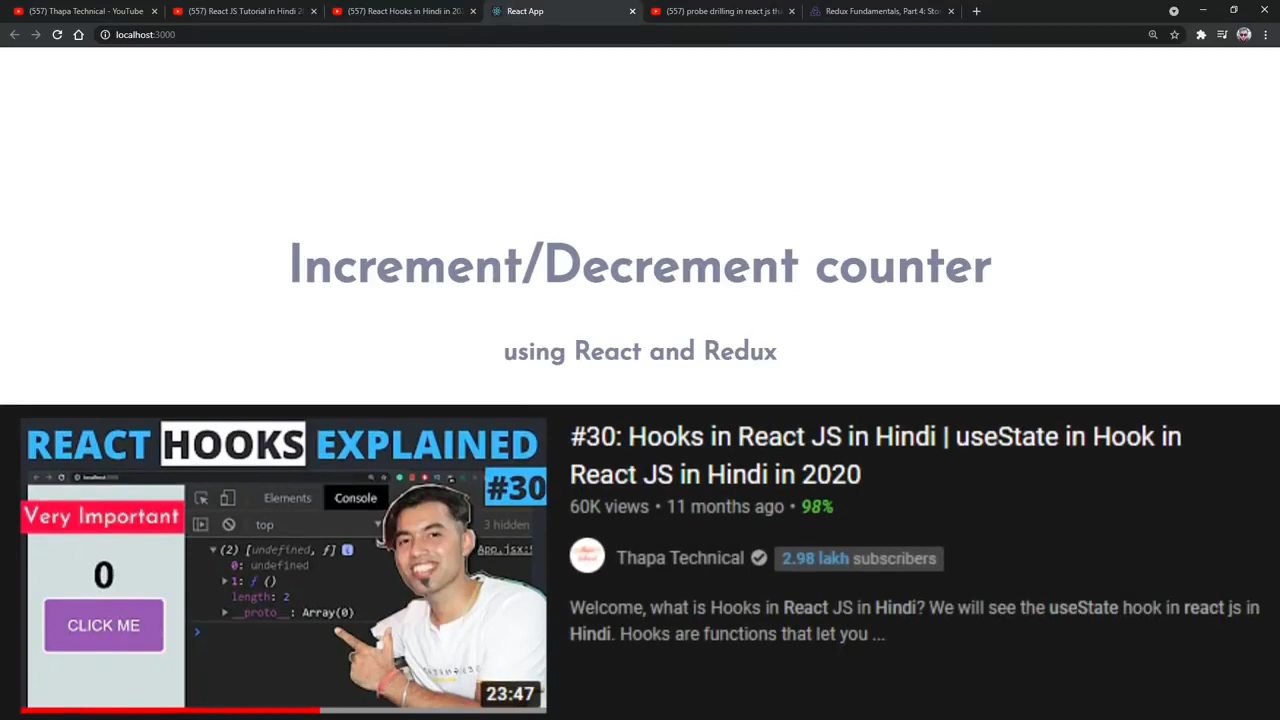 (557) Thapa Technical - YouTube
(557) React JS Tutorial in Hindi 2
(557) React Hooks in Hindi in 202
React App
(557) probe drilling in react js th
Redux Fundamentals, Part 4: Sto
localhost:3000
Increment/Decrement counter
using React and Redux
REACT HOOKS EXPLAINED
#30
localhost
Very Important
Elements
Console
top
3 hidden
(2) [undefined, ƒ]
App.jsx:
0: undefined
1: ƒ ()
length: 2
__proto__: Array(0)
0
CLICK ME
23:47
#30: Hooks in React JS in Hindi | useState in Hook in
React JS in Hindi in 2020
60K views • 11 months ago • 98%
Thapa Technical
2.98 lakh subscribers
Welcome, what is Hooks in React JS in Hindi? We will see the useState hook in react js in
Hindi. Hooks are functions that let you ...